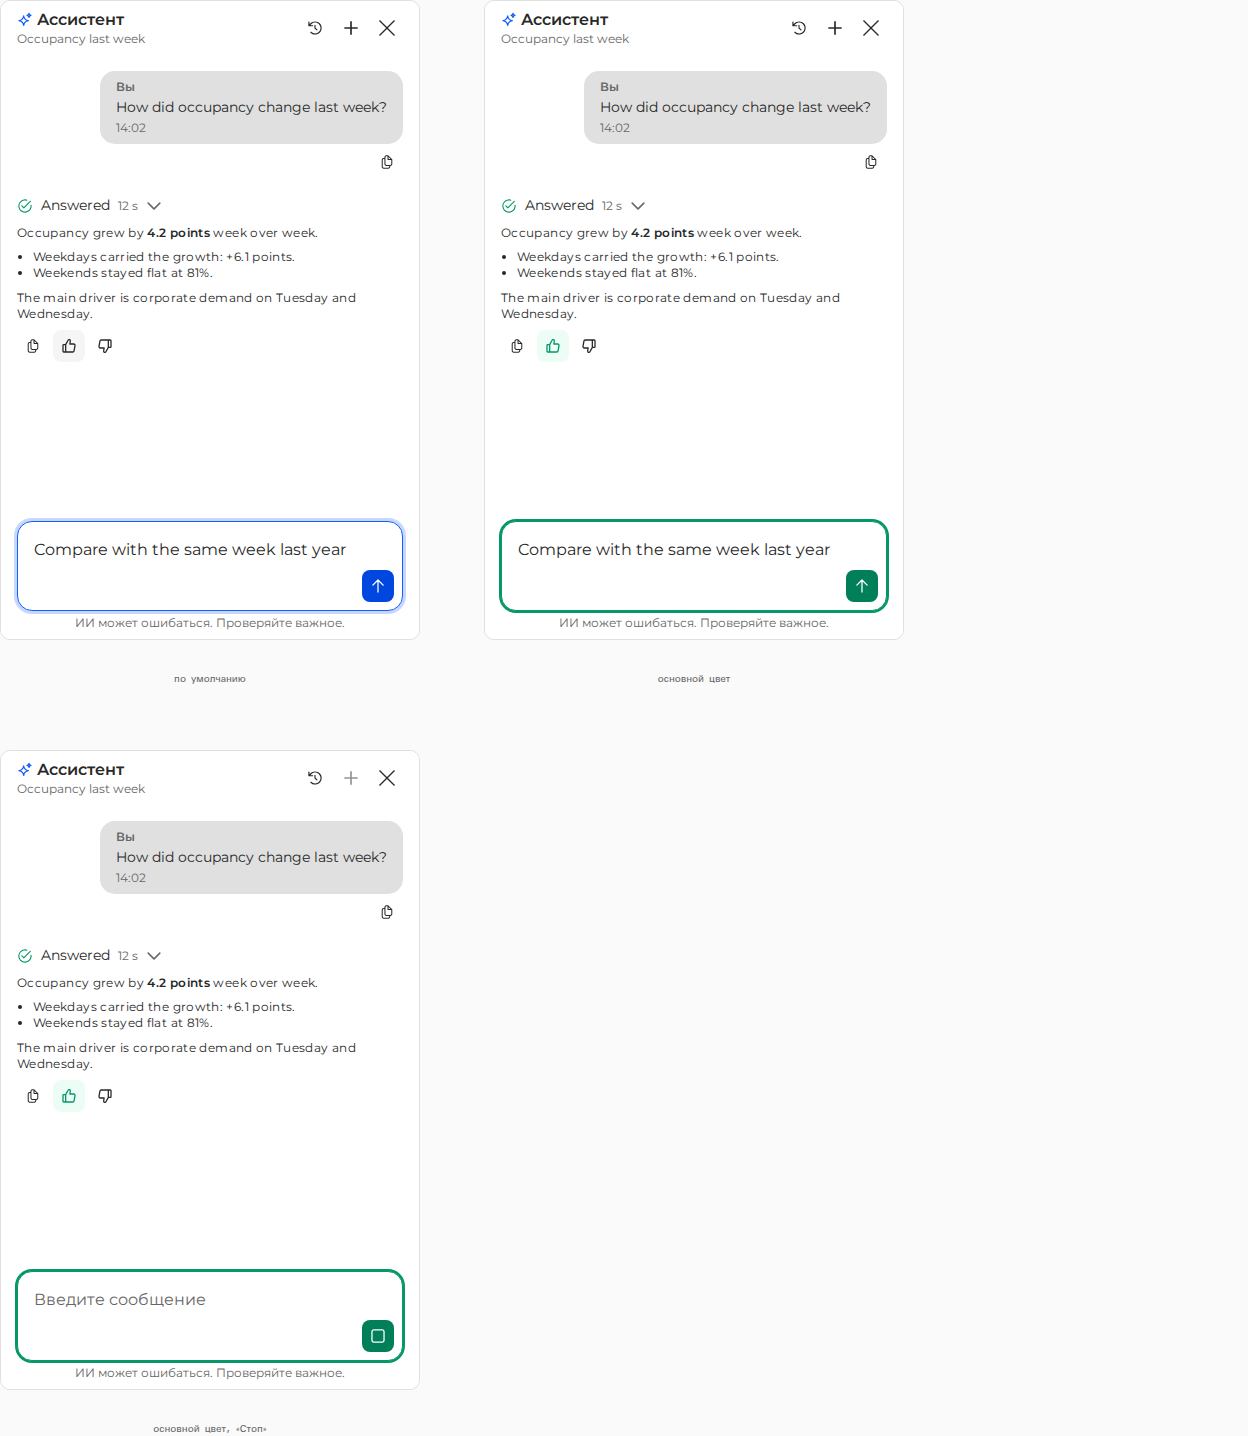 Ассистент
Occupancy last week
Вы
How did occupancy change last week?
14:02
Answered 12 s
Occupancy grew by 4.2 points week over week.
• Weekdays carried the growth: +6.1 points.
• Weekends stayed flat at 81%.
The main driver is corporate demand on Tuesday and
Wednesday.
Compare with the same week last year
ИИ может ошибаться. Проверяйте важное.
по умолчанию
Ассистент
Occupancy last week
Вы
How did occupancy change last week?
14:02
Answered 12 s
Occupancy grew by 4.2 points week over week.
• Weekdays carried the growth: +6.1 points.
• Weekends stayed flat at 81%.
The main driver is corporate demand on Tuesday and
Wednesday.
Compare with the same week last year
ИИ может ошибаться. Проверяйте важное.
основной цвет
Ассистент
Occupancy last week
Вы
How did occupancy change last week?
14:02
Answered 12 s
Occupancy grew by 4.2 points week over week.
• Weekdays carried the growth: +6.1 points.
• Weekends stayed flat at 81%.
The main driver is corporate demand on Tuesday and
Wednesday.
Введите сообщение
ИИ может ошибаться. Проверяйте важное.
основной цвет, «Стоп»